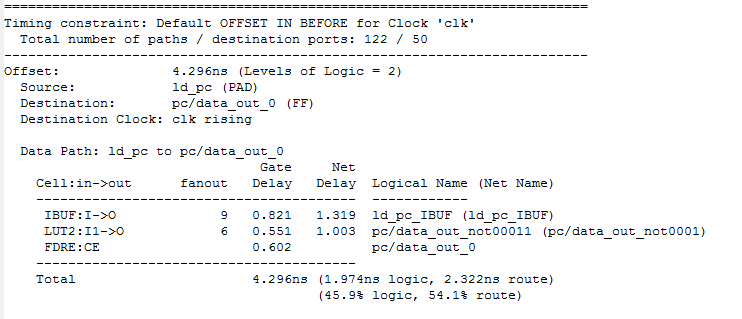 =========================================================================
Timing constraint: Default OFFSET IN BEFORE for Clock 'clk'
  Total number of paths / destination ports: 122 / 50
-------------------------------------------------------------------------
Offset:              4.296ns (Levels of Logic = 2)
  Source:            ld_pc (PAD)
  Destination:       pc/data_out_0 (FF)
  Destination Clock: clk rising

  Data Path: ld_pc to pc/data_out_0
                                Gate     Net
    Cell:in->out      fanout   Delay   Delay  Logical Name (Net Name)
    ----------------------------------------  ------------
     IBUF:I->O             9   0.821   1.319  ld_pc_IBUF (ld_pc_IBUF)
     LUT2:I1->O            6   0.551   1.003  pc/data_out_not00011 (pc/data_out_not0001)
     FDRE:CE                   0.602          pc/data_out_0
    ----------------------------------------
    Total                      4.296ns (1.974ns logic, 2.322ns route)
                                       (45.9% logic, 54.1% route)